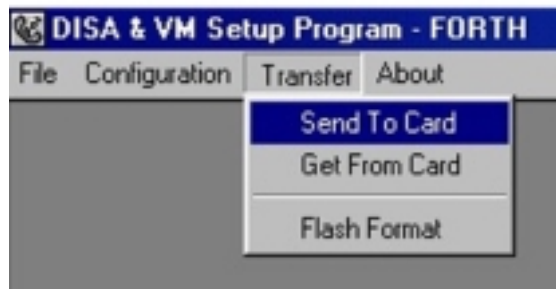 DISA & VM Setup Program - FORTH
File Configuration Transfer About
Send To Card
Get From Card
Flash Format